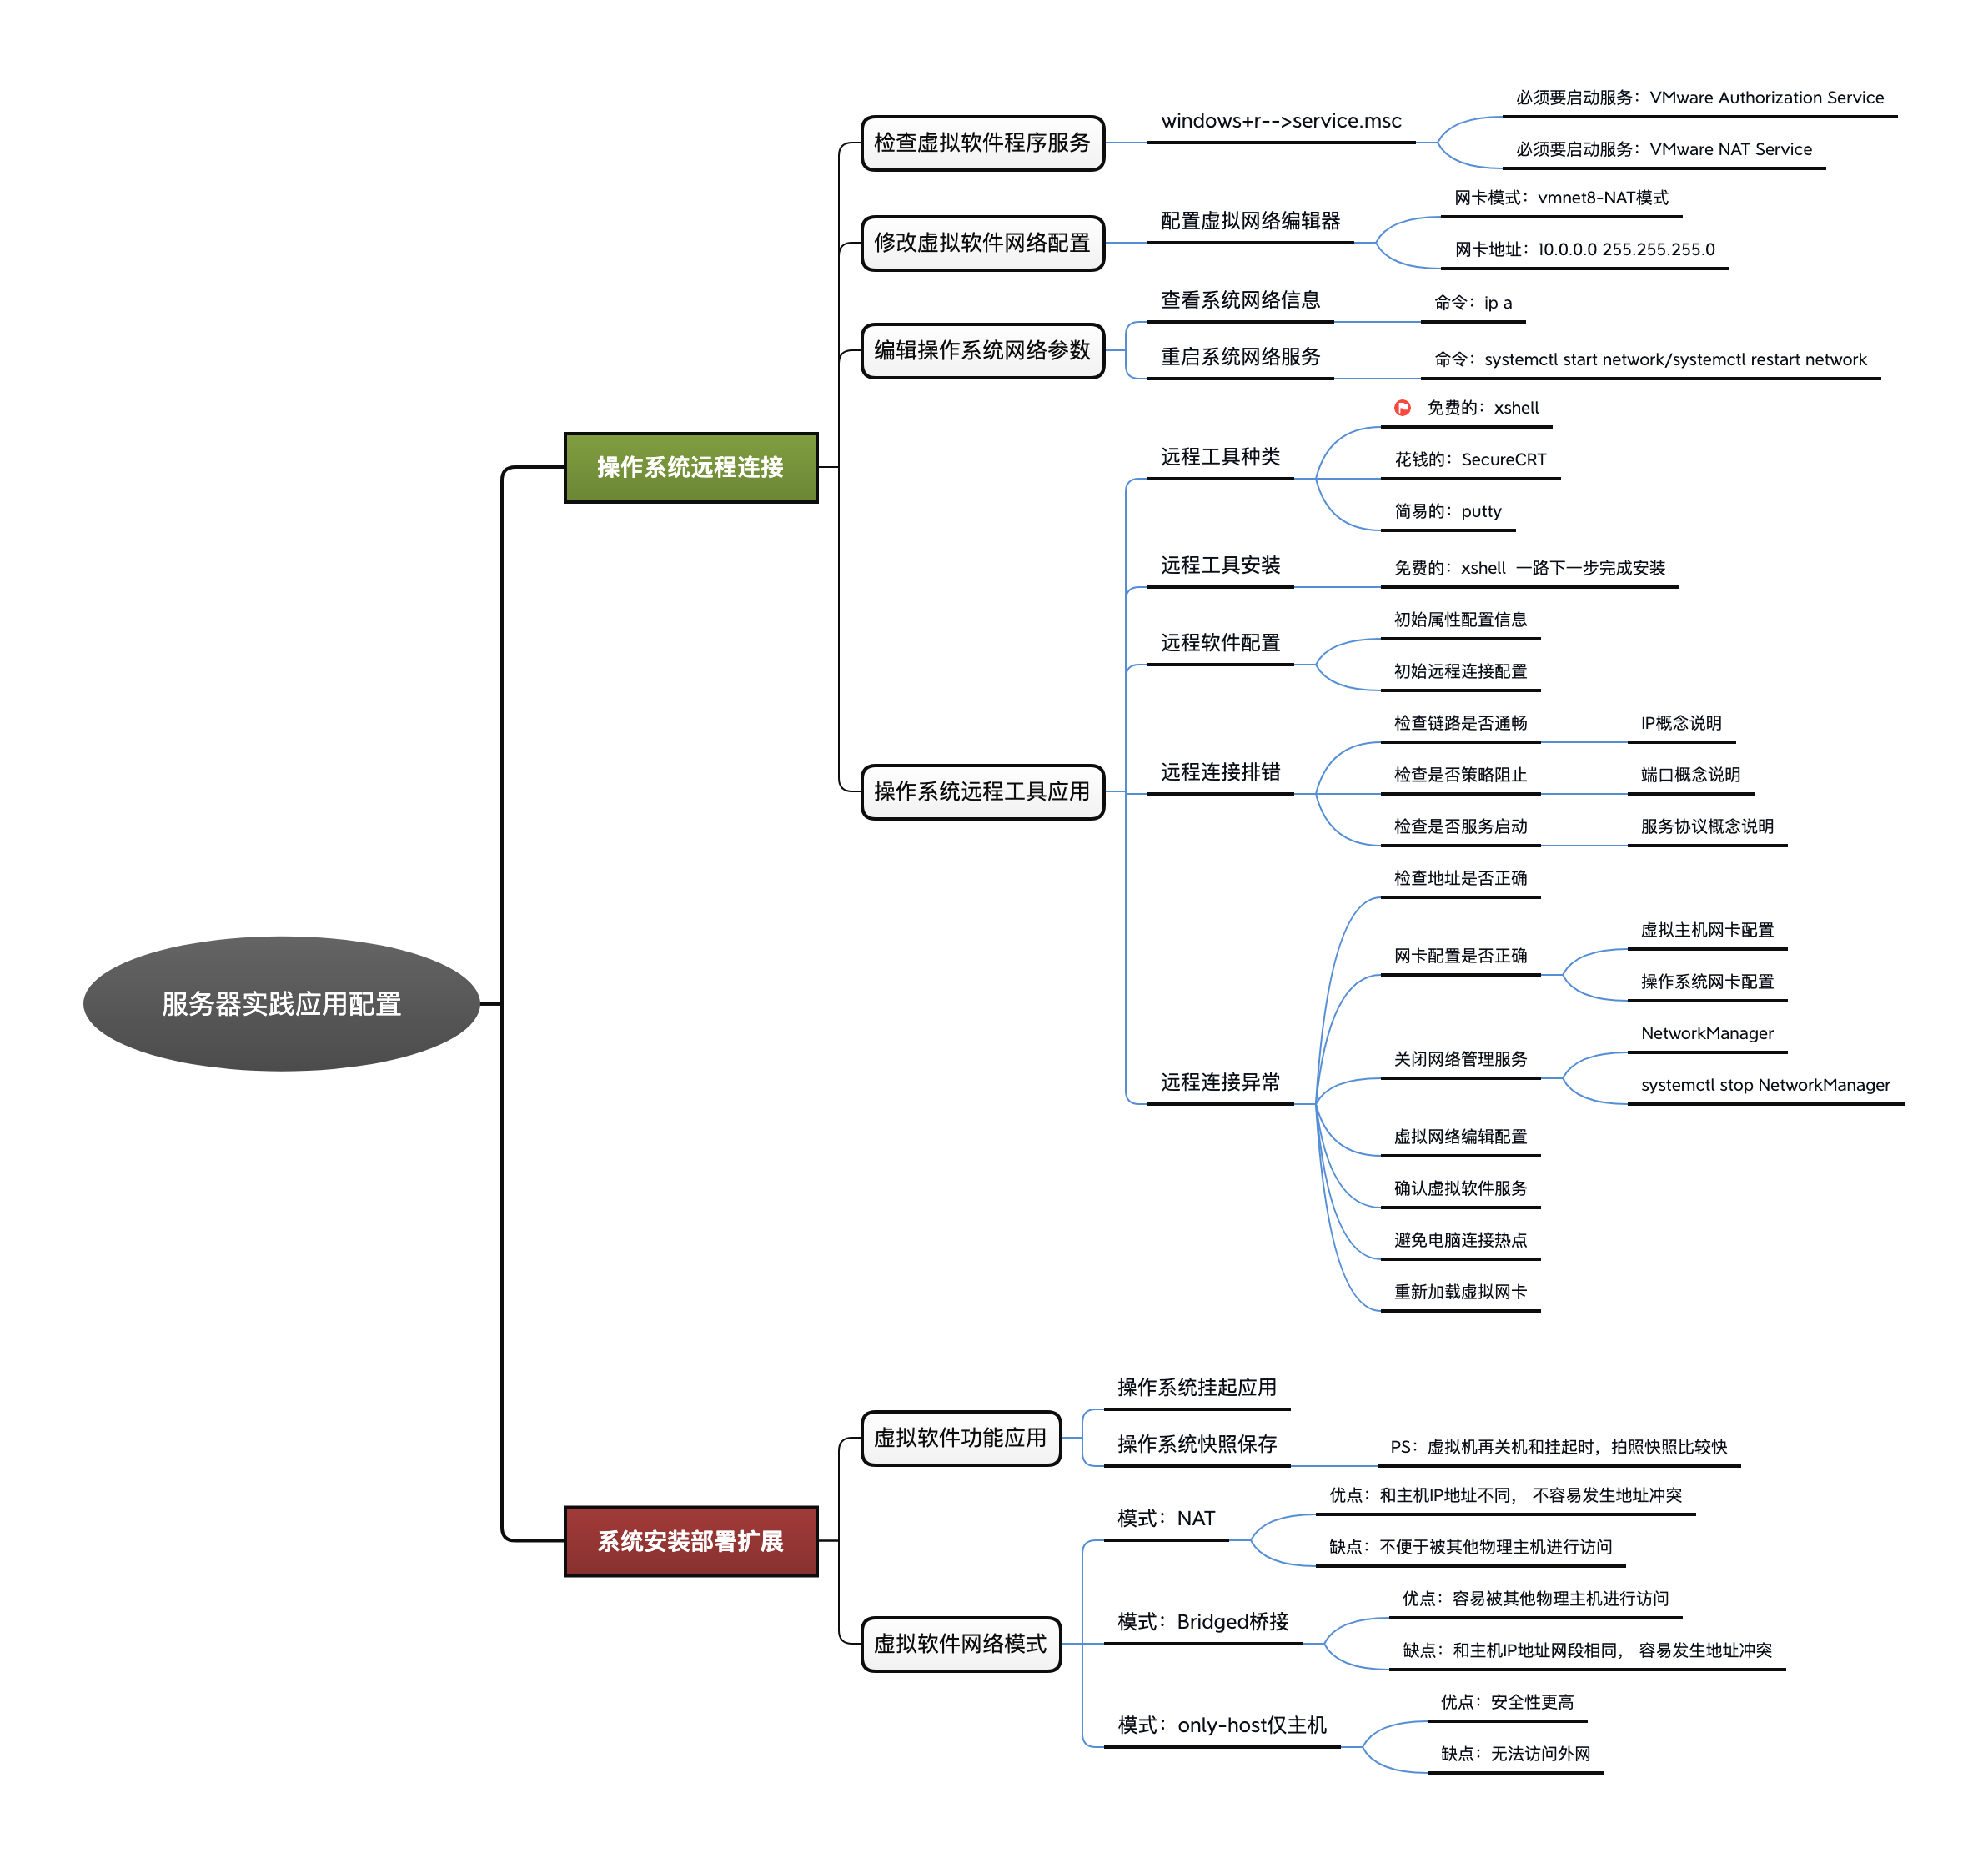 服务器实践应用配置
操作系统远程连接
检查虚拟软件程序服务
windows+r-->service.msc
必须要启动服务：VMware Authorization Service
必须要启动服务：VMware NAT Service
修改虚拟软件网络配置
配置虚拟网络编辑器
网卡模式：vmnet8-NAT模式
网卡地址：10.0.0.0 255.255.255.0
编辑操作系统网络参数
查看系统网络信息
命令：ip a
重启系统网络服务
命令：systemctl start network/systemctl restart network
操作系统远程工具应用
远程工具种类
免费的：xshell
花钱的：SecureCRT
简易的：putty
远程工具安装
免费的：xshell 一路下一步完成安装
远程软件配置
初始属性配置信息
初始远程连接配置
远程连接排错
检查链路是否通畅
IP概念说明
检查是否策略阻止
端口概念说明
检查是否服务启动
服务协议概念说明
远程连接异常
检查地址是否正确
网卡配置是否正确
虚拟主机网卡配置
操作系统网卡配置
关闭网络管理服务
NetworkManager
systemctl stop NetworkManager
虚拟网络编辑配置
确认虚拟软件服务
避免电脑连接热点
重新加载虚拟网卡
系统安装部署扩展
虚拟软件功能应用
操作系统挂起应用
操作系统快照保存
PS：虚拟机再关机和挂起时，拍照快照比较快
虚拟软件网络模式
模式：NAT
优点：和主机IP地址不同， 不容易发生地址冲突
缺点：不便于被其他物理主机进行访问
模式：Bridged桥接
优点：容易被其他物理主机进行访问
缺点：和主机IP地址网段相同， 容易发生地址冲突
模式：only-host仅主机
优点：安全性更高
缺点：无法访问外网